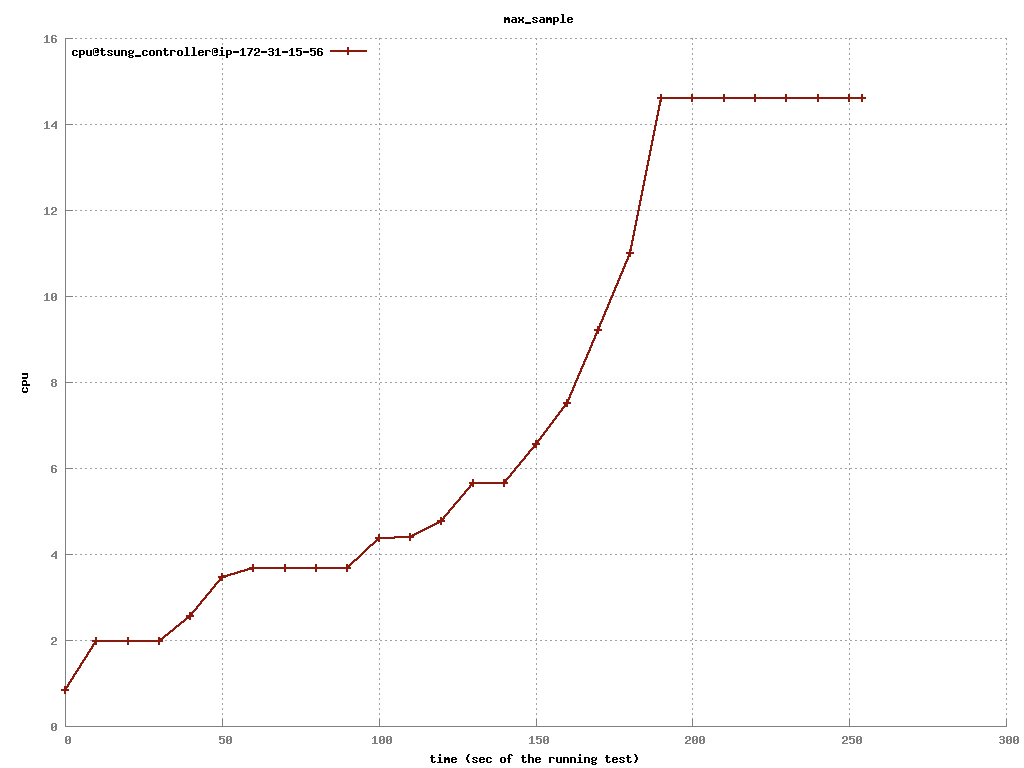 max_sample
cpu@tsung_controller@ip-172-31-15-56
16
14
12
10
8
6
4
2
0
cpu
0 50 100 150 200 250 300
time (sec of the running test)